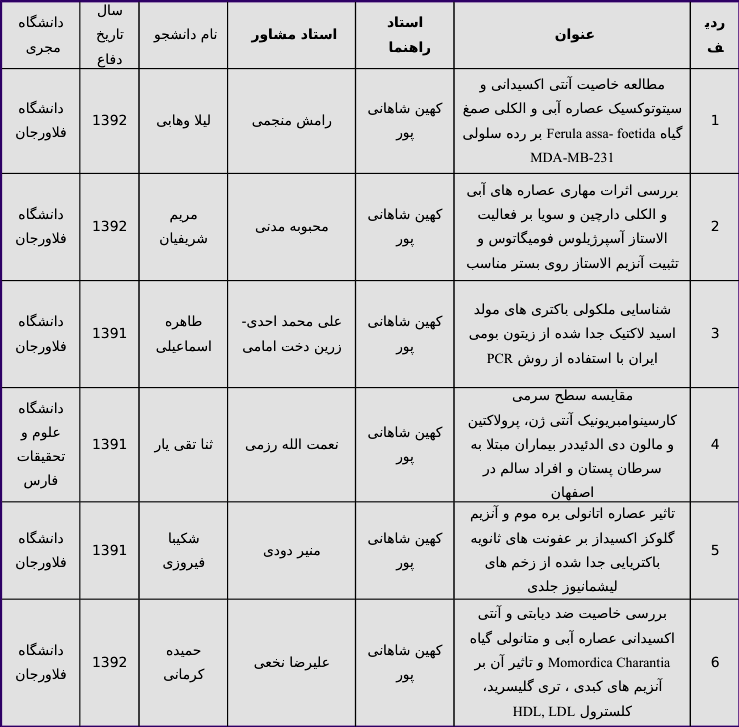 ردیف
عنوان
استاد راهنما
استاد مشاور
نام دانشجو
سال تاریخ دفاع
دانشگاه مجری
1
مطالعه خاصیت آنتی اکسیدانی و
سیتوتوکسیک عصاره آبی و الکلی صمغ
گیاه Ferula assa- foetida بر رده سلولی
MDA-MB-231
کهین شاهانی
پور
رامش منجمی
لیلا وهابی
1392
دانشگاه
فلاورجان
2
بررسی اثرات مهاری عصاره های آبی
و الکلی دارچین و سویا بر فعالیت
الاستاز آسپرژیلوس فومیگاتوس و
تثبیت آنزیم الاستاز روی بستر مناسب
کهین شاهانی
پور
محبوبه مدنی
مریم
شریفیان
1392
دانشگاه
فلاورجان
3
شناسایی ملکولی باکتری های مولد
اسید لاکتیک جدا شده از زیتون بومی
ایران با استفاده از روش PCR
کهین شاهانی
پور
علی محمد احدی-
زرین دخت امامی
طاهره
اسماعیلی
1391
دانشگاه
فلاورجان
4
مقایسه سطح سرمی
کارسینوامبریونیک آنتی ژن، پرولاکتین
و مالون دی الدئیددر بیماران مبتلا به
سرطان پستان و افراد سالم در
اصفهان
کهین شاهانی
پور
نعمت الله رزمی
ثنا تقی یار
1391
دانشگاه
علوم و
تحقیقات
فارس
5
تاثیر عصاره اتانولی بره موم و آنزیم
گلوکز اکسیداز بر عفونت های ثانویه
باکتریایی جدا شده از زخم های
لیشمانیوز جلدی
کهین شاهانی
پور
منیر دودی
شکیبا
فیروزی
1391
دانشگاه
فلاورجان
6
بررسی خاصیت ضد دیابتی و آنتی
اکسیدانی عصاره آبی و متانولی گیاه
Momordica Charantia و تاثیر آن بر
آنزیم های کبدی ، تری گلیسرید،
کلسترول HDL, LDL
کهین شاهانی
پور
علیرضا نخعی
حمیده
کرمانی
1392
دانشگاه
فلاورجان